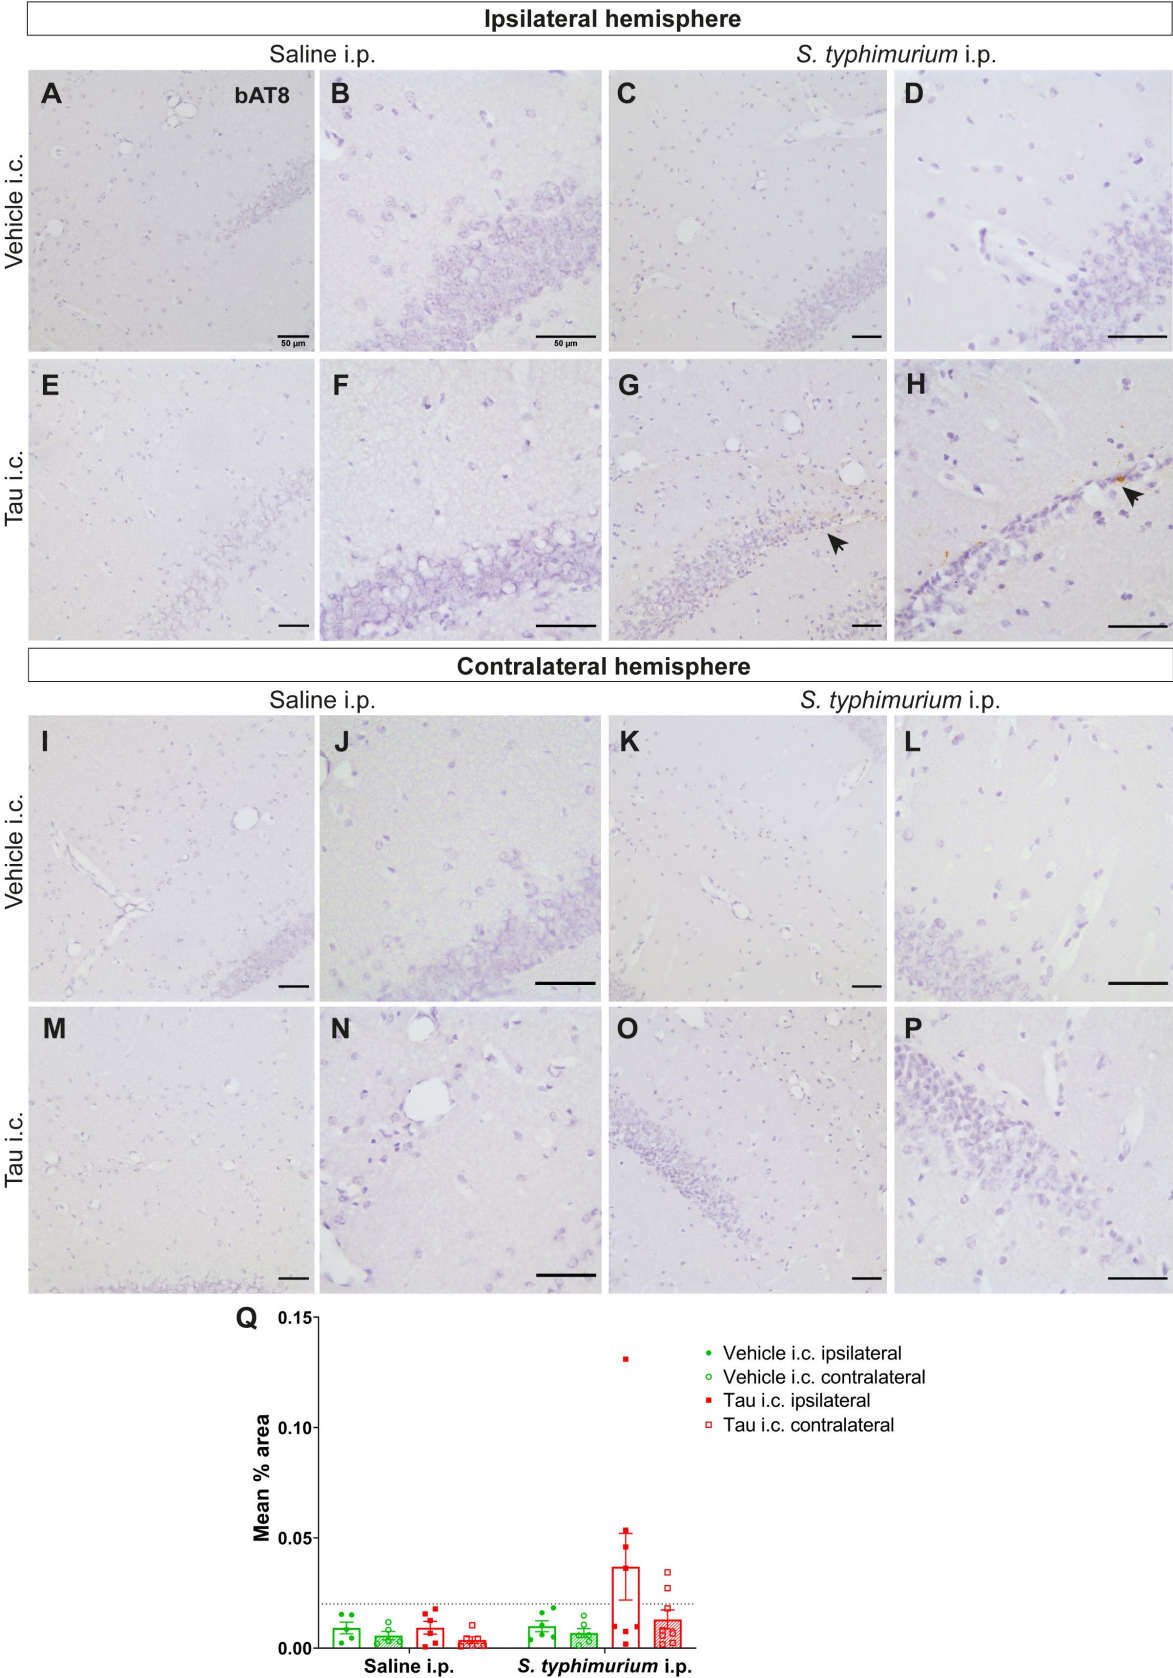 Ipsilateral hemisphere
Saline i.p.
S. typhimurium i.p.
Vehicle i.c.
A
bAT8
B
C
D
50 µm
50 µm
Tau i.c.
E
F
G
H
Contralateral hemisphere
Saline i.p.
S. typhimurium i.p.
Vehicle i.c.
I
J
K
L
Tau i.c.
M
N
O
P
Q
Mean % area
0.15
0.10
0.05
0.00
Saline i.p.
S. typhimurium i.p.
Vehicle i.c. ipsilateral
Vehicle i.c. contralateral
Tau i.c. ipsilateral
Tau i.c. contralateral